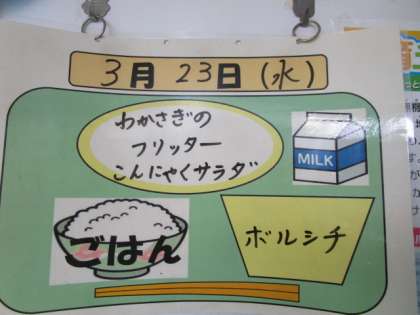 3月 23日 (水)
わかさぎの
フリッター
こんにゃくサラダ
MILK
ごはん
ボルシチ